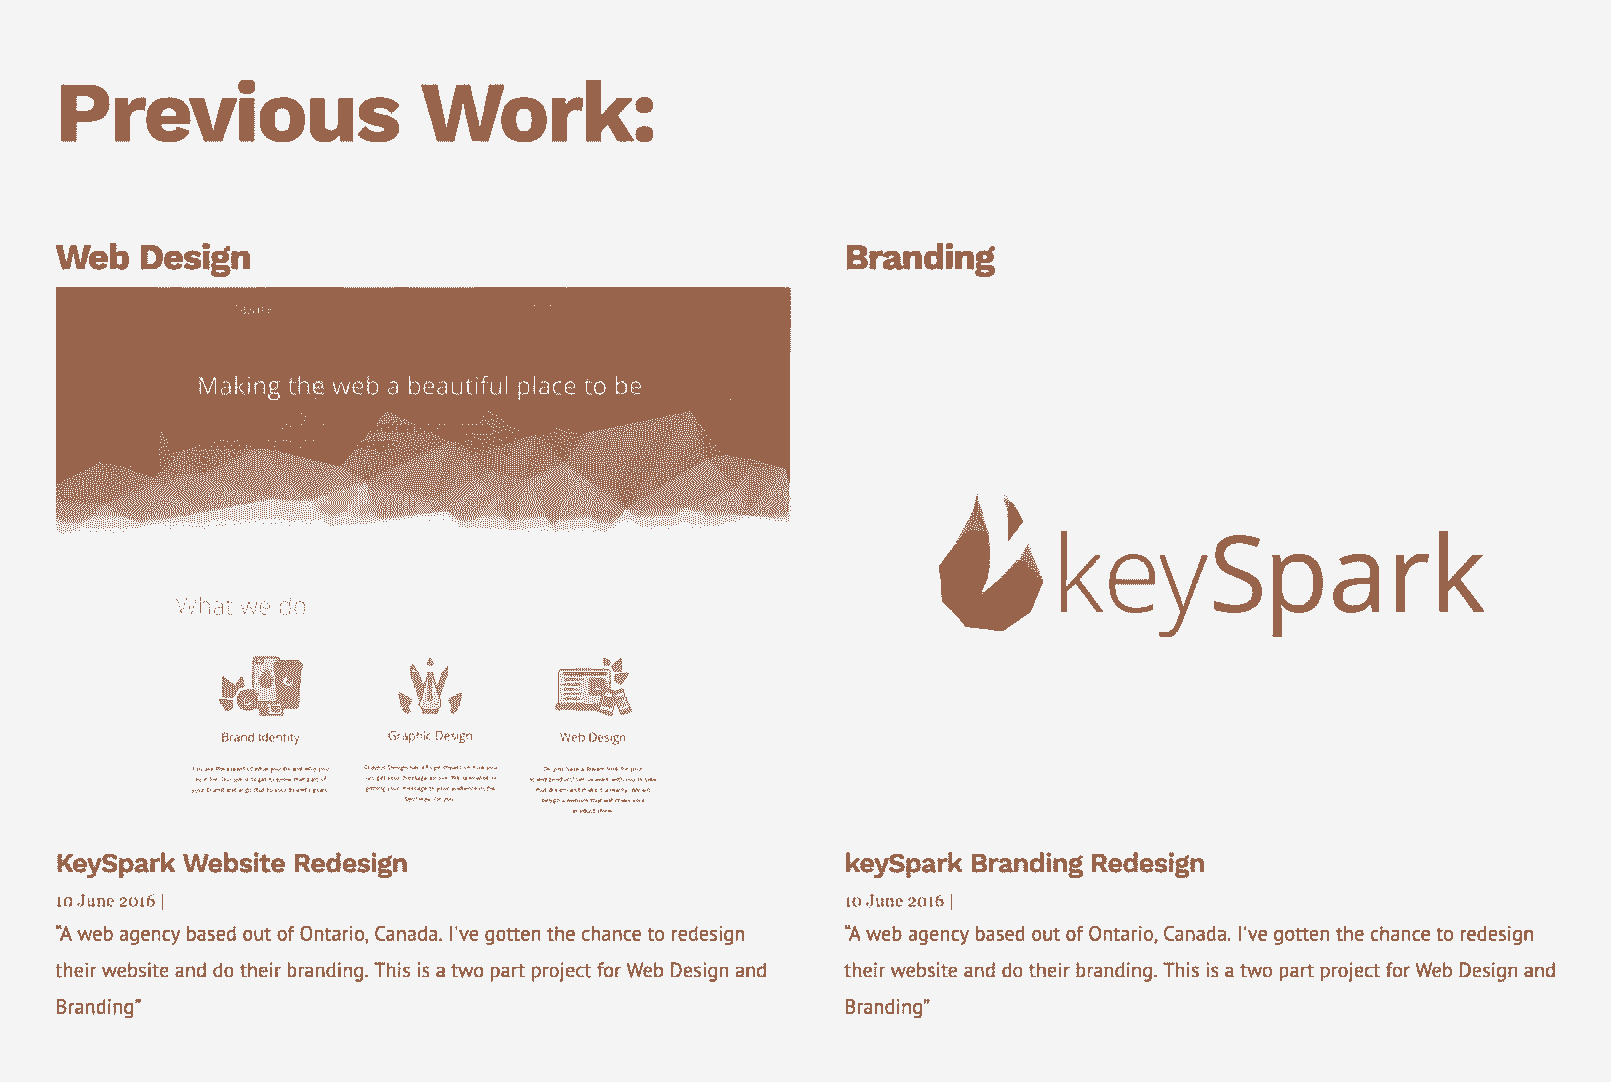 Previous Work:
Web Design
Making the web a beautiful place to be
What we do
Brand Identity
Graphic Design
Web Design
KeySpark Website Redesign
10 June 2016 |
“A web agency based out of Ontario, Canada. I've gotten the chance to redesign
their website and do their branding. This is a two part project for Web Design and
Branding”
Branding
keySpark
keySpark Branding Redesign
10 June 2016 |
“A web agency based out of Ontario, Canada. I've gotten the chance to redesign
their website and do their branding. This is a two part project for Web Design and
Branding”